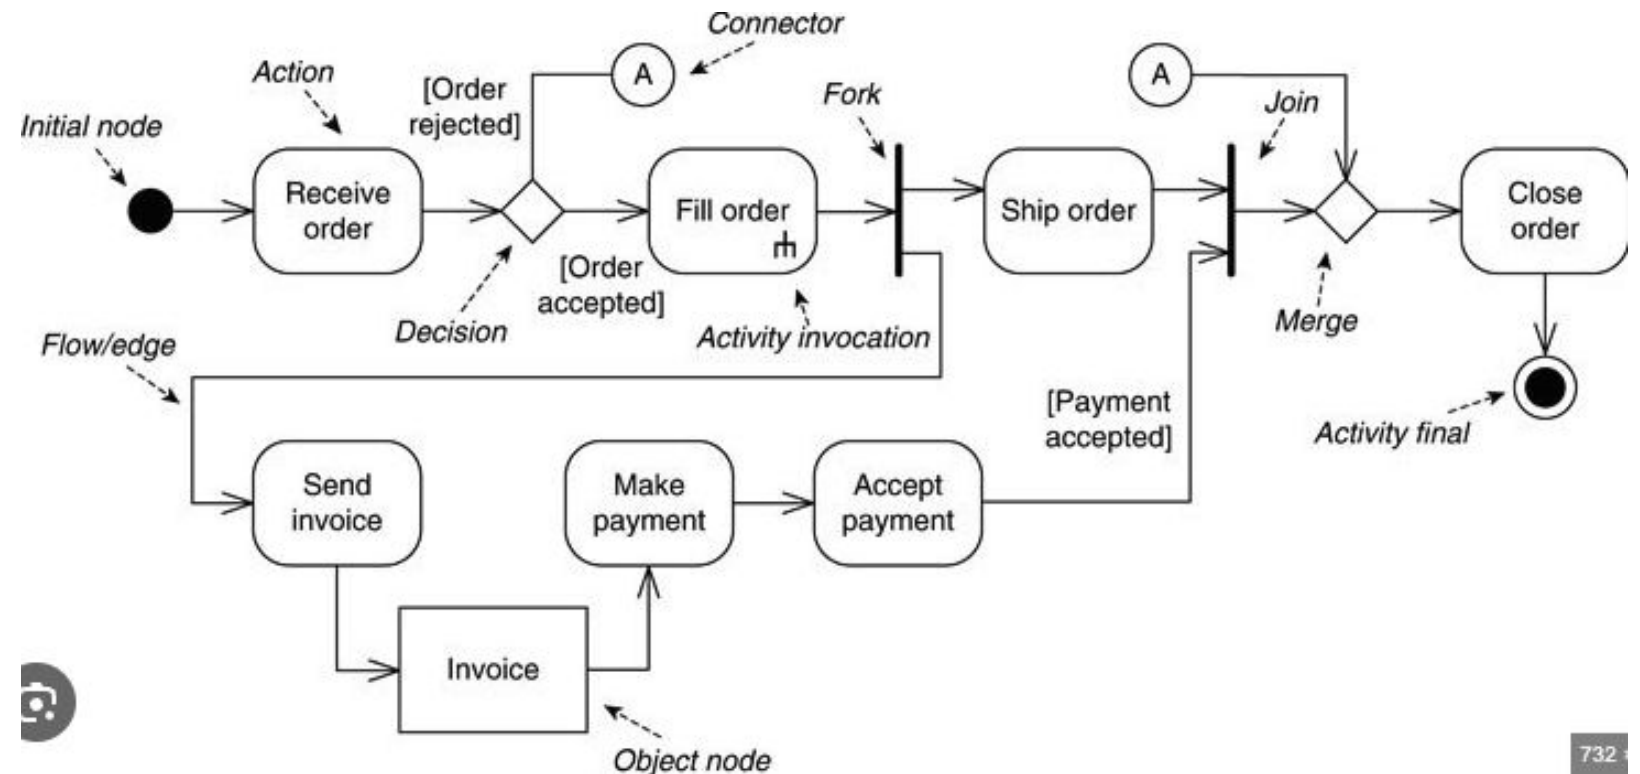 Connector
Action
[Order
rejected]
A
A
Fork
Join
Initial node
Receive
order
Fill order
Ship order
Close
order
[Order
accepted]
Decision
Activity invocation
Merge
Flow/edge
[Payment
accepted]
Activity final
Send
invoice
Make
payment
Accept
payment
Invoice
Object node
732